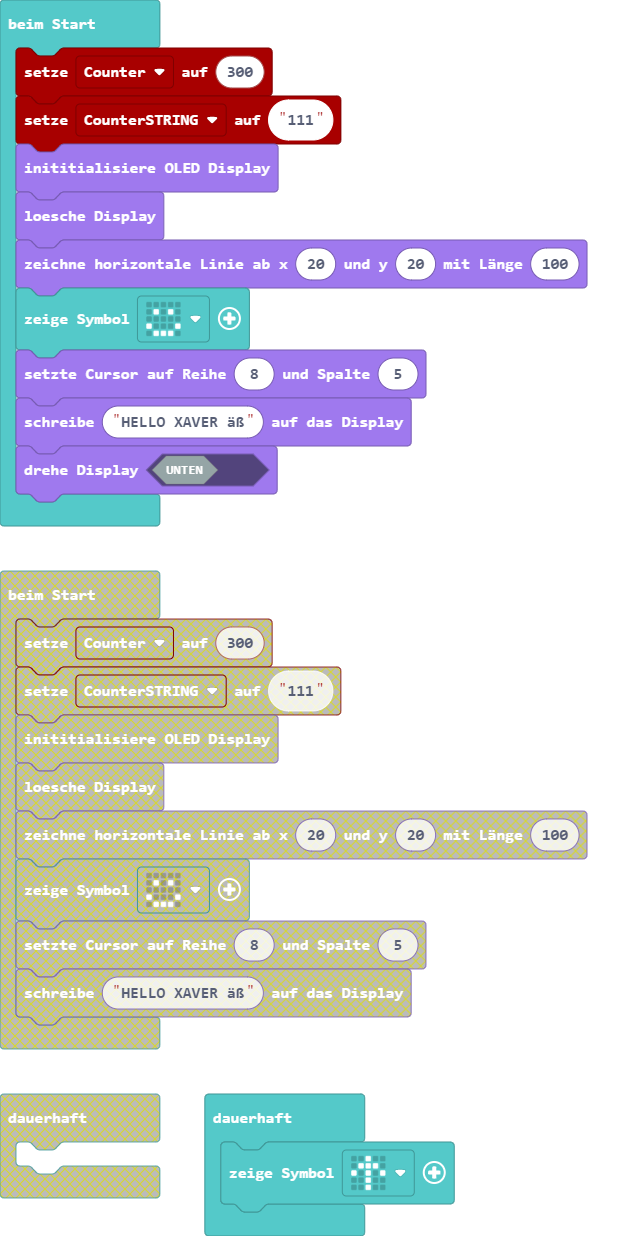 beim Start
setze Counter auf 300
setze CounterSTRING auf "111"
inititialisiere OLED Display
loesche Display
zeichne horizontale Linie ab x 20 und y 20 mit Länge 100
zeige Symbol
setzte Cursor auf Reihe 8 und Spalte 5
schreibe "HELLO XAVER äß" auf das Display
drehe Display UNTEN
beim Start
setze Counter auf 300
setze CounterSTRING auf "111"
inititialisiere OLED Display
loesche Display
zeichne horizontale Linie ab x 20 und y 20 mit Länge 100
zeige Symbol
setzte Cursor auf Reihe 8 und Spalte 5
schreibe "HELLO XAVER äß" auf das Display
dauerhaft
dauerhaft
zeige Symbol